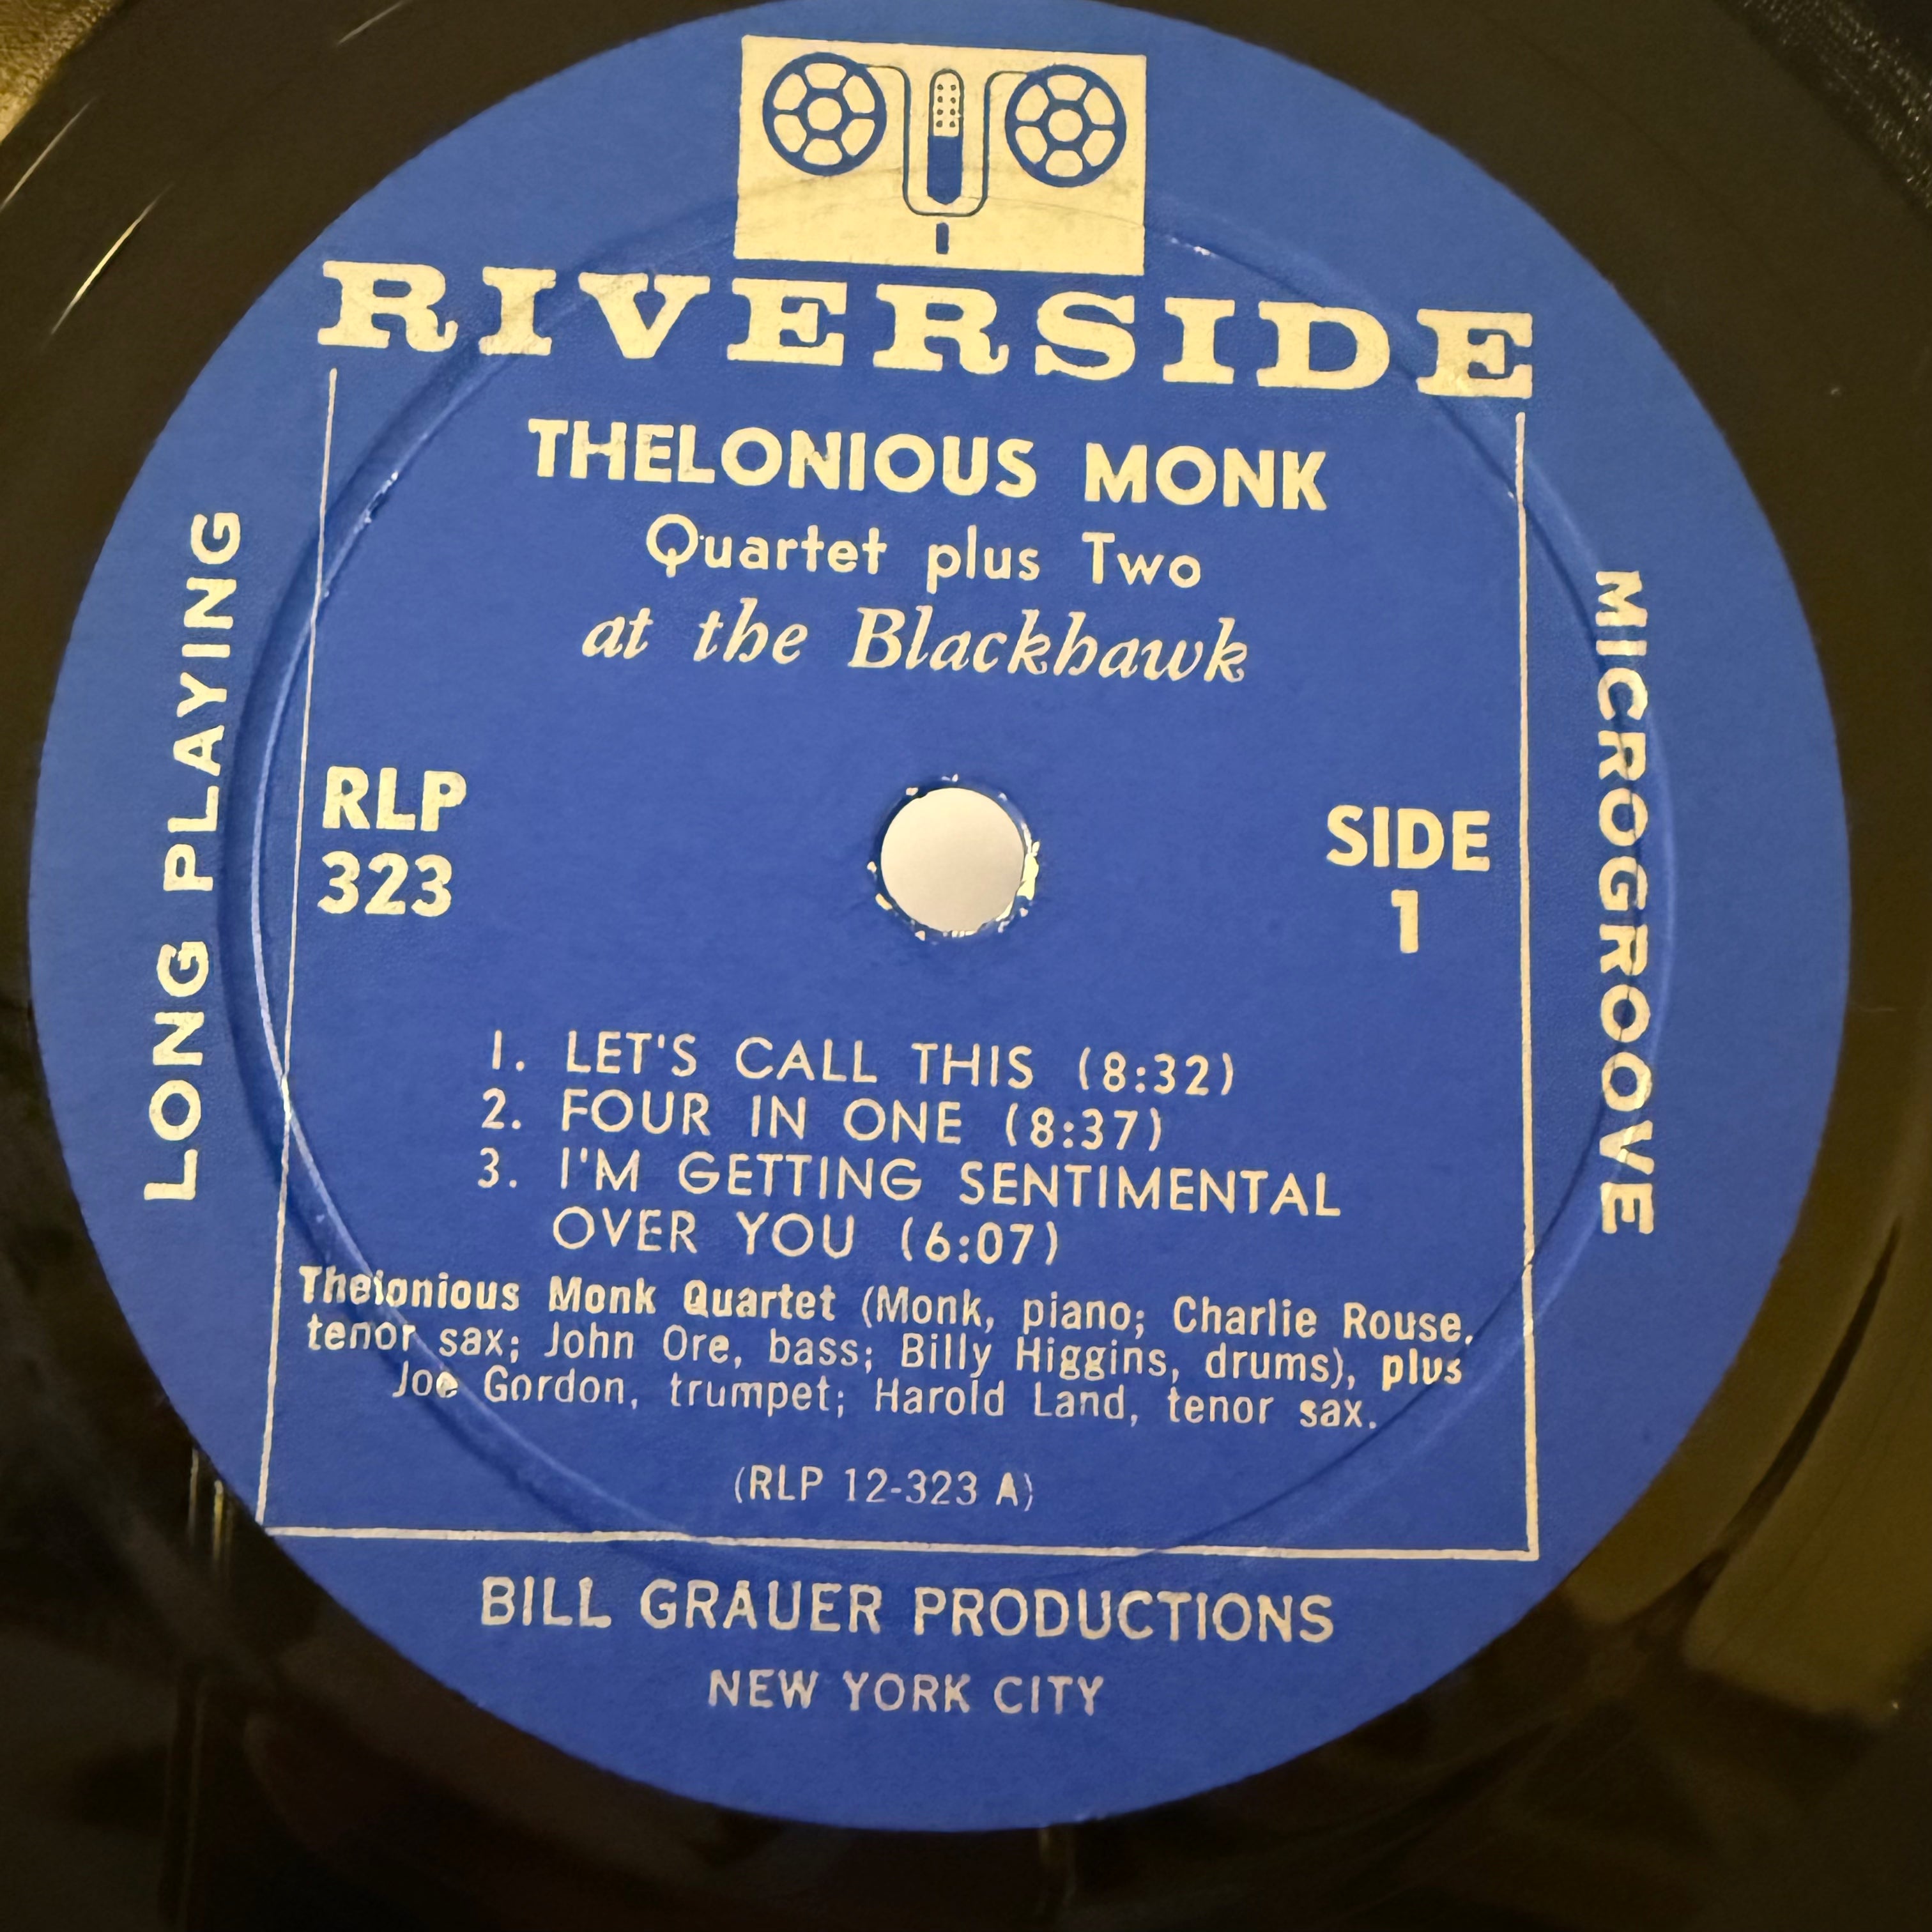 RIVERSIDE
THELONIOUS MONK
Quartet plus Two
at the Blackhawk
LONG PLAYING
RLP
323
SIDE
1
MICROGROOVE
1. LET'S CALL THIS (8:32)
2. FOUR IN ONE (8:37)
3. I'M GETTING SENTIMENTAL
OVER YOU (6:07)
Thelonious Monk Quartet (Monk, piano; Charlie Rouse,
tenor sax; John Ore, bass; Billy Higgins, drums), plus
Joe Gordon, trumpet; Harold Land, tenor sax.
(RLP 12-323 A)
BILL GRAUER PRODUCTIONS
NEW YORK CITY